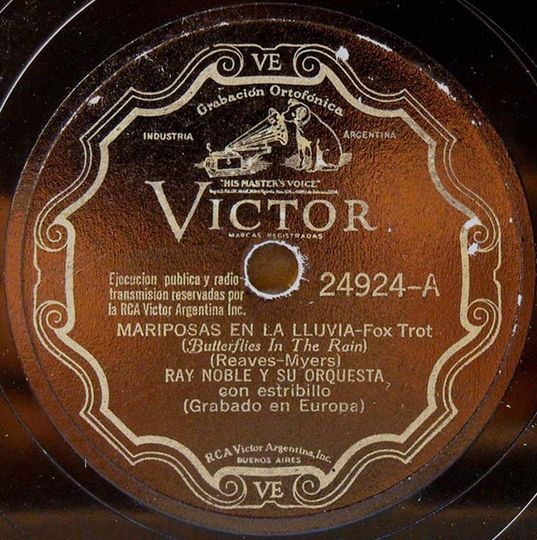 VE
Grabación Ortofónica
INDUSTRIA ARGENTINA
"HIS MASTER'S VOICE"
VICTOR
MARCAS REGISTRADAS
Ejecucion publica y radio-
transmision reservadas por
la RCA Victor Argentina Inc.
24924-A
MARIPOSAS EN LA LLUVIA-Fox Trot
(Butterflies In The Rain)
(Reaves-Myers)
RAY NOBLE Y SU ORQUESTA
con estribillo
(Grabado en Europa)
RCA Victor Argentina, Inc.
BUENOS AIRES
VE